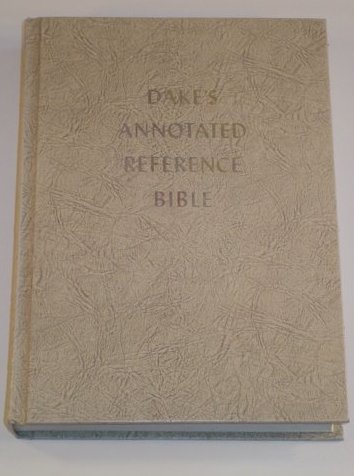 DAKE'S
ANNOTATED
REFERENCE
BIBLE